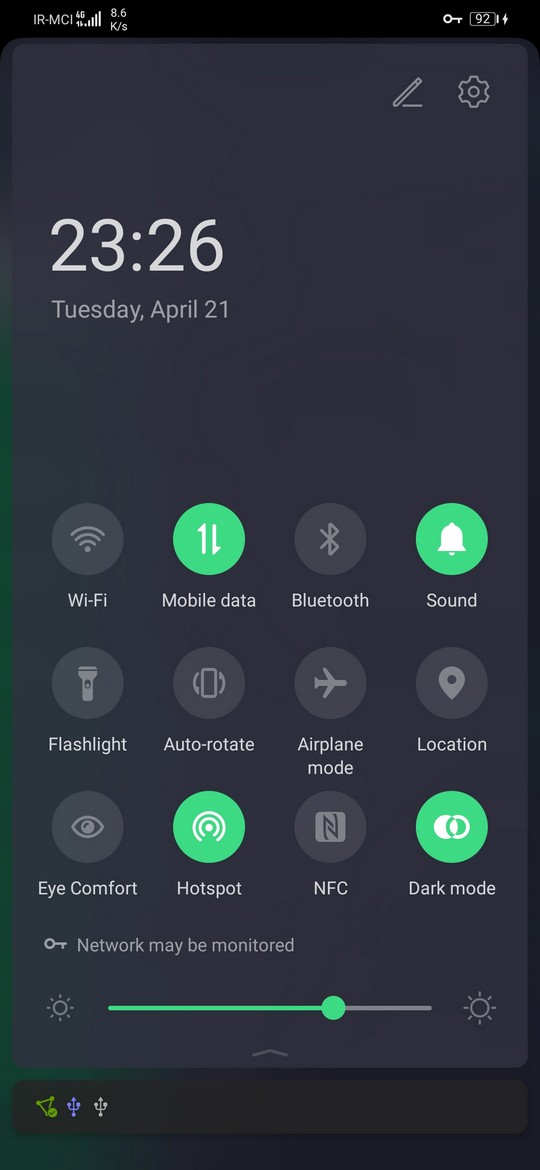 IR-MCI 4G 8.6 92
K/s
23:26
Tuesday, April 21
Wi-Fi Mobile data Bluetooth Sound
Flashlight Auto-rotate Airplane mode Location
Eye Comfort Hotspot NFC Dark mode
Network may be monitored